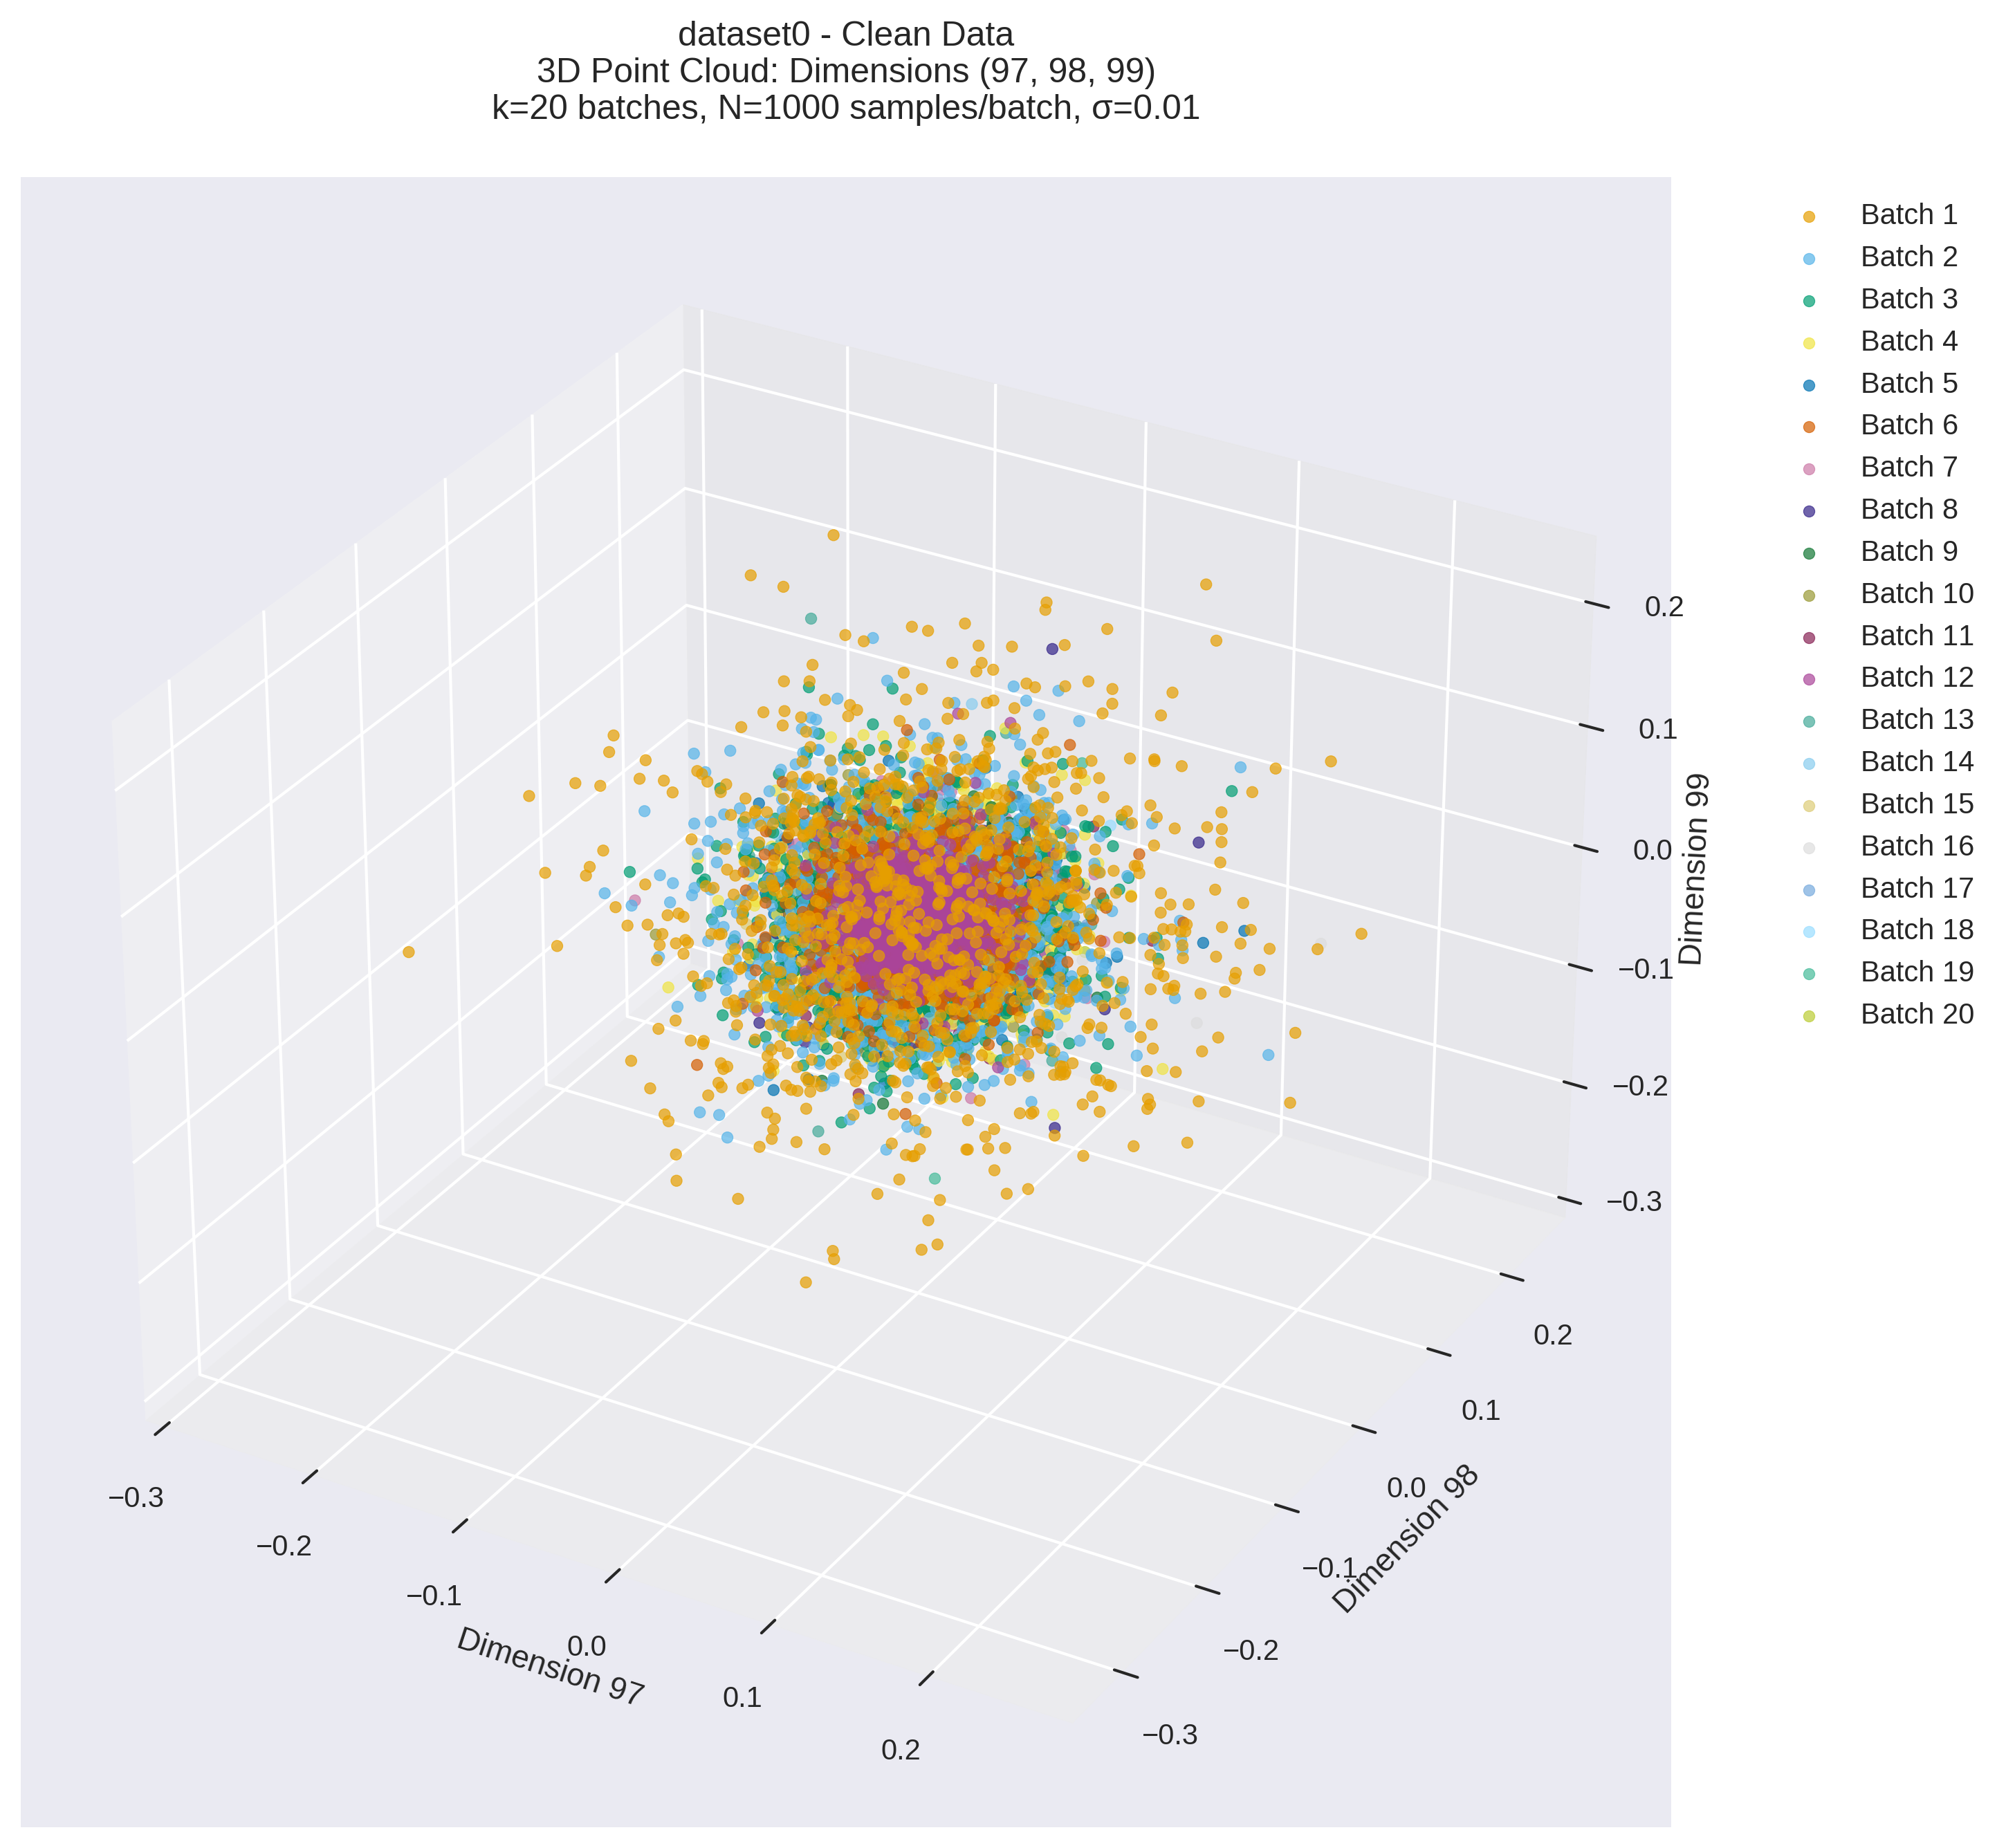 dataset0 - Clean Data
3D Point Cloud: Dimensions (97, 98, 99)
k=20 batches, N=1000 samples/batch, σ=0.01
Batch 1
Batch 2
Batch 3
Batch 4
Batch 5
Batch 6
Batch 7
Batch 8
Batch 9
Batch 10
Batch 11
Batch 12
Batch 13
Batch 14
Batch 15
Batch 16
Batch 17
Batch 18
Batch 19
Batch 20
0.2
0.1
0.0
−0.1
−0.2
−0.3
Dimension 99
0.2
0.1
0.0
−0.1
−0.2
−0.3
Dimension 98
−0.3
−0.2
−0.1
0.0
0.1
0.2
Dimension 97